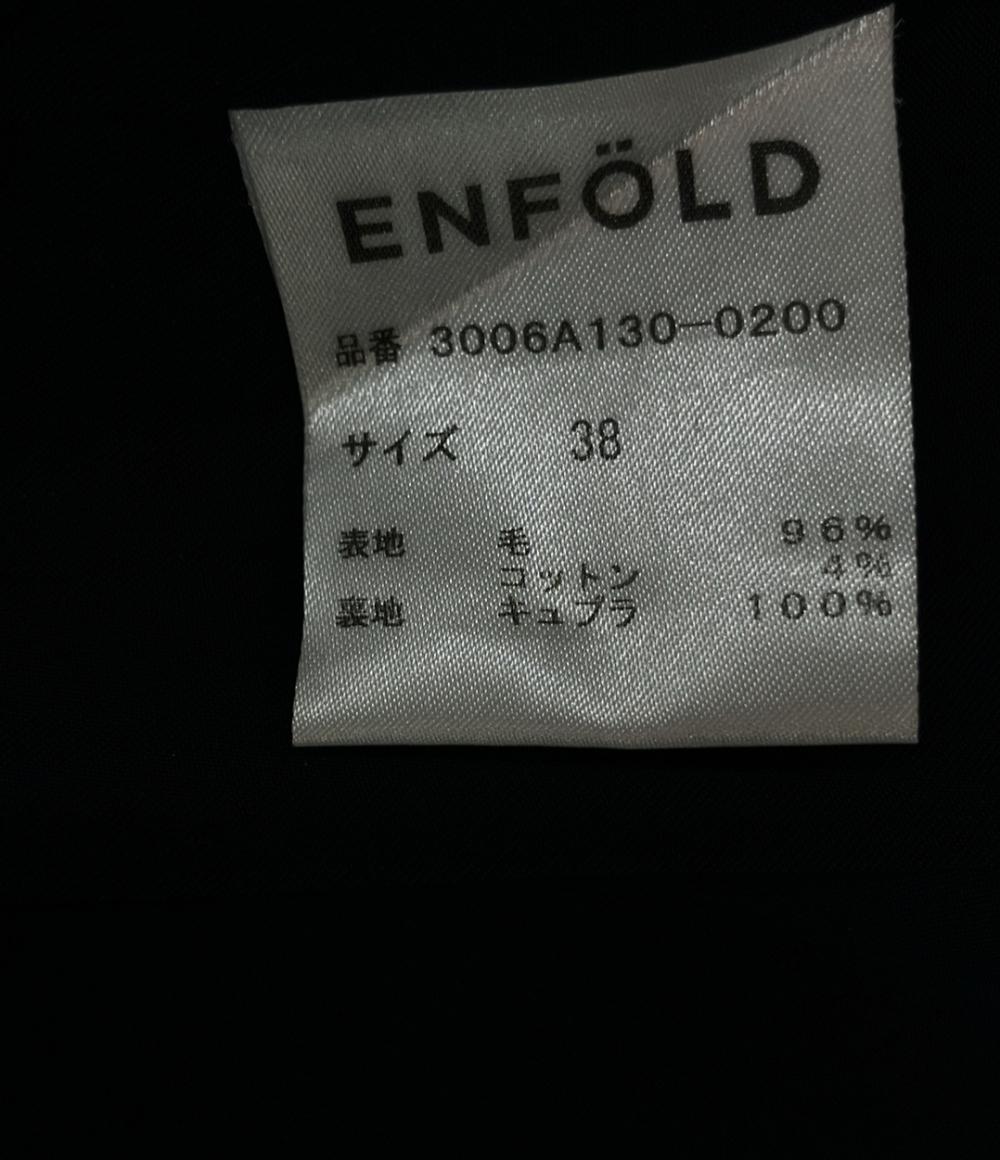 ENFÖLD
品番 3006A130-0200
サイズ 38
表地 毛 96%
コットン 4%
裏地 キュプラ 100%